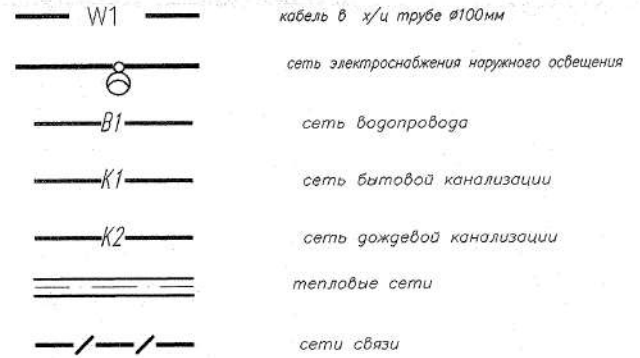 W1 кабель в х/ц трубе ø100мм
сеть электроснабжения наружного освещения
В1 сеть водопровода
К1 сеть бытовой канализации
К2 сеть дождевой канализации
тепловые сети
сети связи